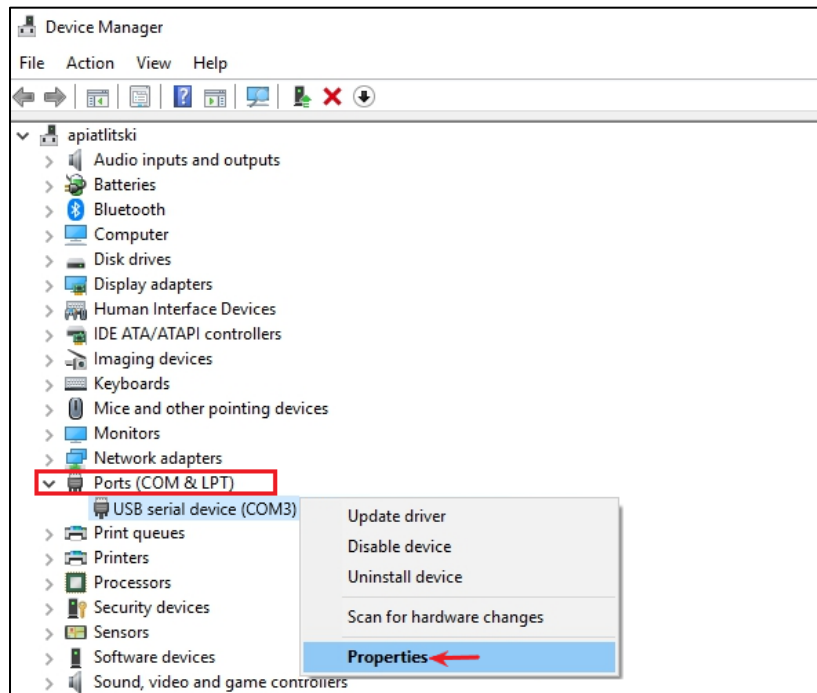 Device Manager
File Action View Help
apiatlitski
Audio inputs and outputs
Batteries
Bluetooth
Computer
Disk drives
Display adapters
Human Interface Devices
IDE ATA/ATAPI controllers
Imaging devices
Keyboards
Mice and other pointing devices
Monitors
Network adapters
Ports (COM & LPT)
USB serial device (COM3)
Print queues
Printers
Processors
Security devices
Sensors
Software devices
Sound, video and game controllers
Update driver
Disable device
Uninstall device
Scan for hardware changes
Properties